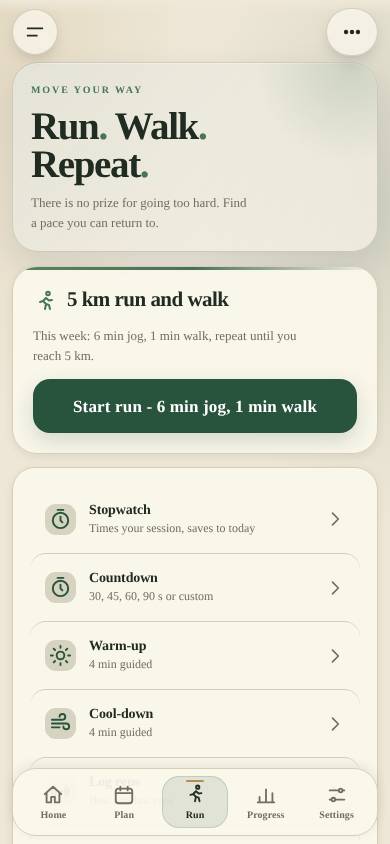 MOVE YOUR WAY
Run. Walk.
Repeat.
There is no prize for going too hard. Find
a pace you can return to.
5 km run and walk
This week: 6 min jog, 1 min walk, repeat until you
reach 5 km.
Start run - 6 min jog, 1 min walk
Stopwatch
Times your session, saves to today
Countdown
30, 45, 60, 90 s or custom
Warm-up
4 min guided
Cool-down
4 min guided
Log reps
Home
Plan
Run
Progress
Settings